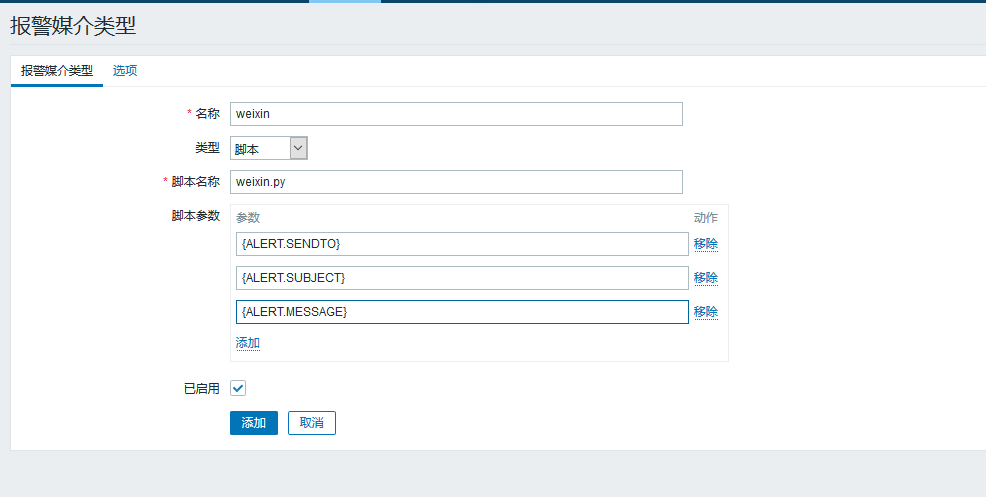 报警媒介类型
报警媒介类型 选项
* 名称 weixin
类型 脚本
* 脚本名称 weixin.py
脚本参数 参数 动作
{ALERT.SENDTO} 移除
{ALERT.SUBJECT} 移除
{ALERT.MESSAGE} 移除
添加
已启用
添加 取消